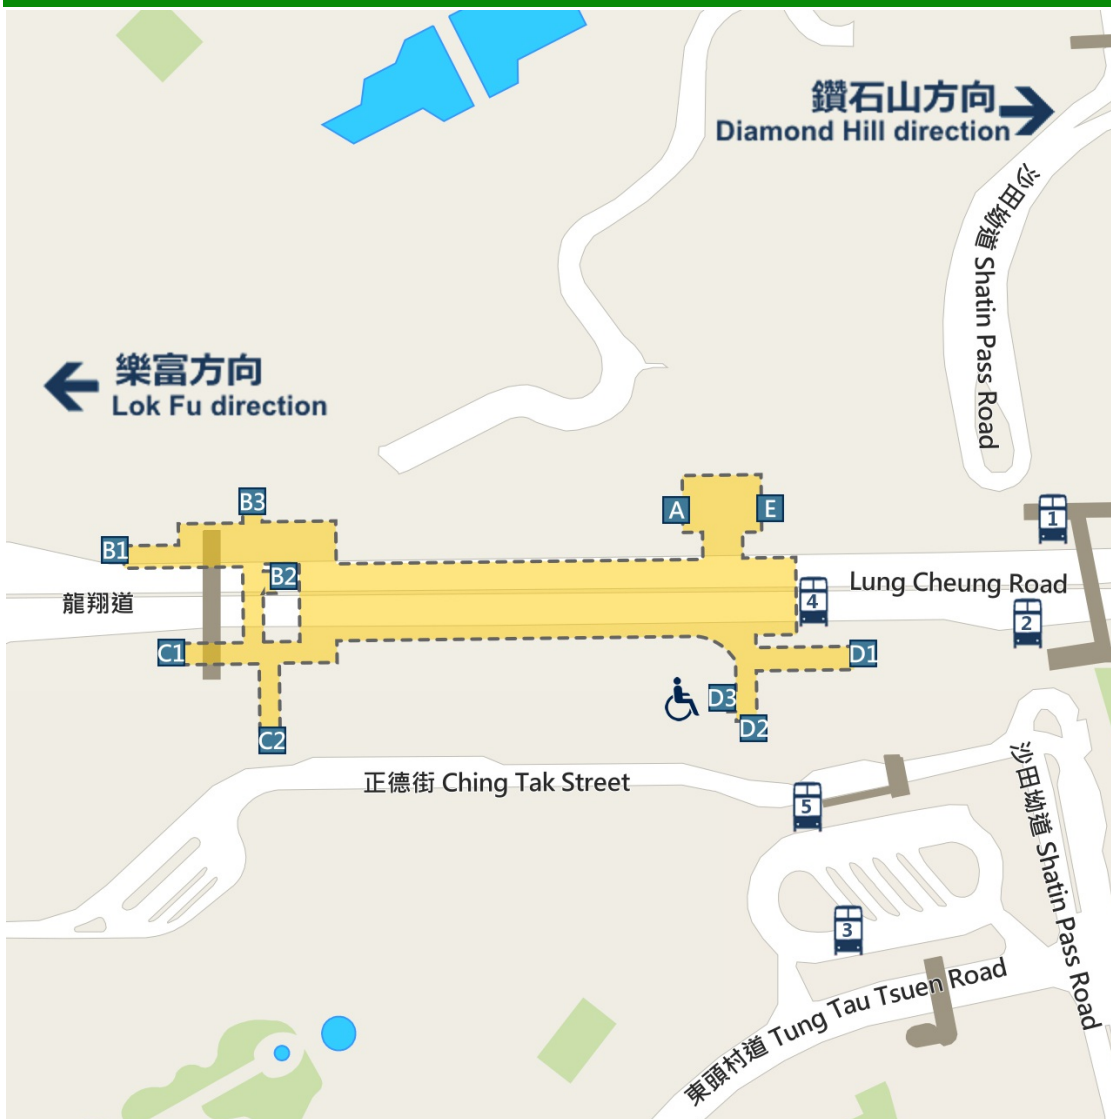 鑽石山方向
Diamond Hill direction
沙田坳道 Shatin Pass Road
樂富方向
Lok Fu direction
B3
A
E
1
B1
B2
Lung Cheung Road
龍翔道
4
2
C1
D1
D3
C2
D2
正德街 Ching Tak Street
5
沙田坳道 Shatin Pass Road
3
東頭村道 Tung Tau Tsuen Road